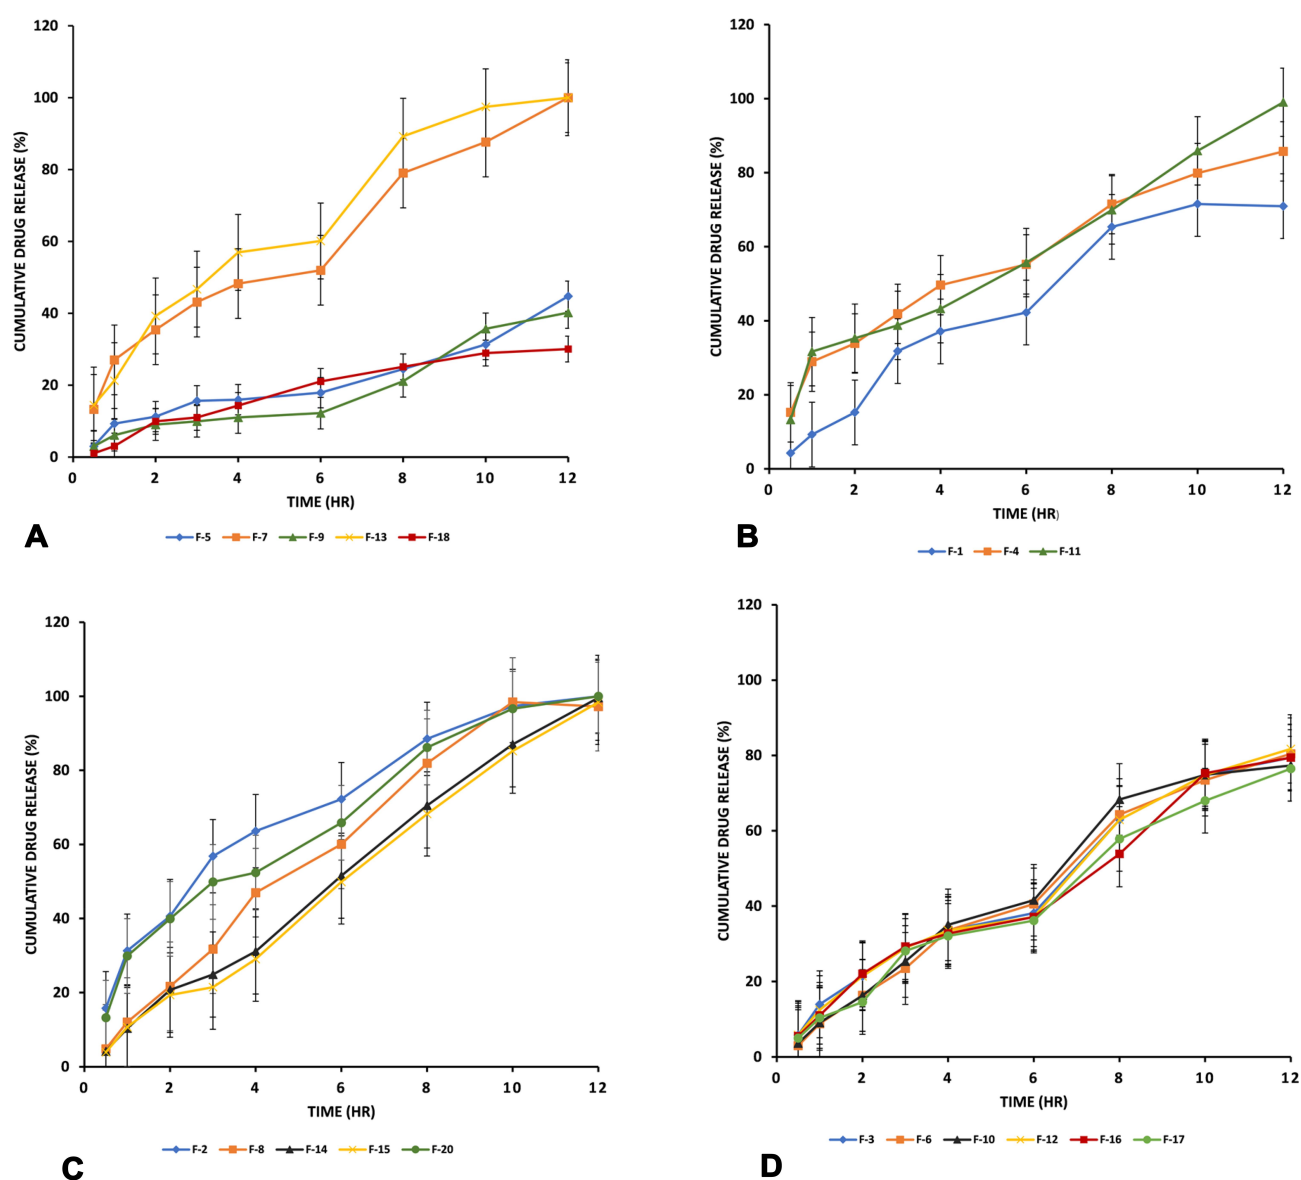 120
100
80
60
40
20
0
0 2 4 6 8 10 12
CUMULATIVE DRUG RELEASE (%)
TIME (HR)
A
F-5 F-7 F-9 F-13 F-18
120
100
80
60
40
20
0
0 2 4 6 8 10 12
CUMULATIVE DRUG RELEASE (%)
TIME (HR)
B
F-1 F-4 F-11
120
100
80
60
40
20
0
0 2 4 6 8 10 12
CUMULATIVE DRUG RELEASE (%)
TIME (HR)
F-2 F-8 F-14 F-15 F-20
C
120
100
80
60
40
20
0
0 2 4 6 8 10 12
CUMULATIVE DRUG RELEASE (%)
TIME (HR)
F-3 F-6 F-10 F-12 F-16 F-17
D